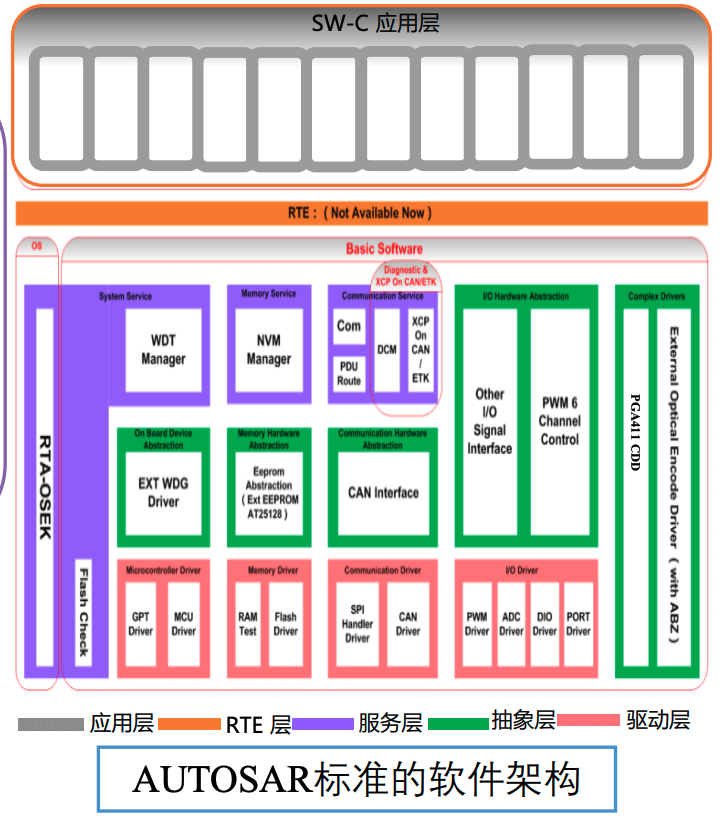 SW-C 应用层
RTE：( Not Available Now )
OS
Basic Software
Diagnostic &
XCP On CAN/ETK
System Service
Memory Service
Communication Service
I/O Hardware Abstraction
Complex Drivers
WDT
Manager
NVM
Manager
Com
PDU
Route
DCM
XCP
On
CAN
/
ETK
Other
I/O
Signal
Interface
PWM 6
Channel
Control
PGA411 CDD
External Optical Encode Driver ( with ABZ )
RTA-OSEK
On Board Device
Abstraction
Memory Hardware
Abstraction
Communication Hardware
Abstraction
EXT WDG
Driver
Eeprom
Abstraction
( Ext EEPROM
AT25128 )
CAN Interface
Flash Check
Microcontroller Driver
Memory Driver
Communication Driver
I/O Driver
GPT
Driver
MCU
Driver
RAM
Test
Flash
Driver
SPI
Handler
Driver
CAN
Driver
PWM
Driver
ADC
Driver
DIO
Driver
PORT
Driver
应用层
RTE 层
服务层
抽象层
驱动层
AUTOSAR标准的软件架构